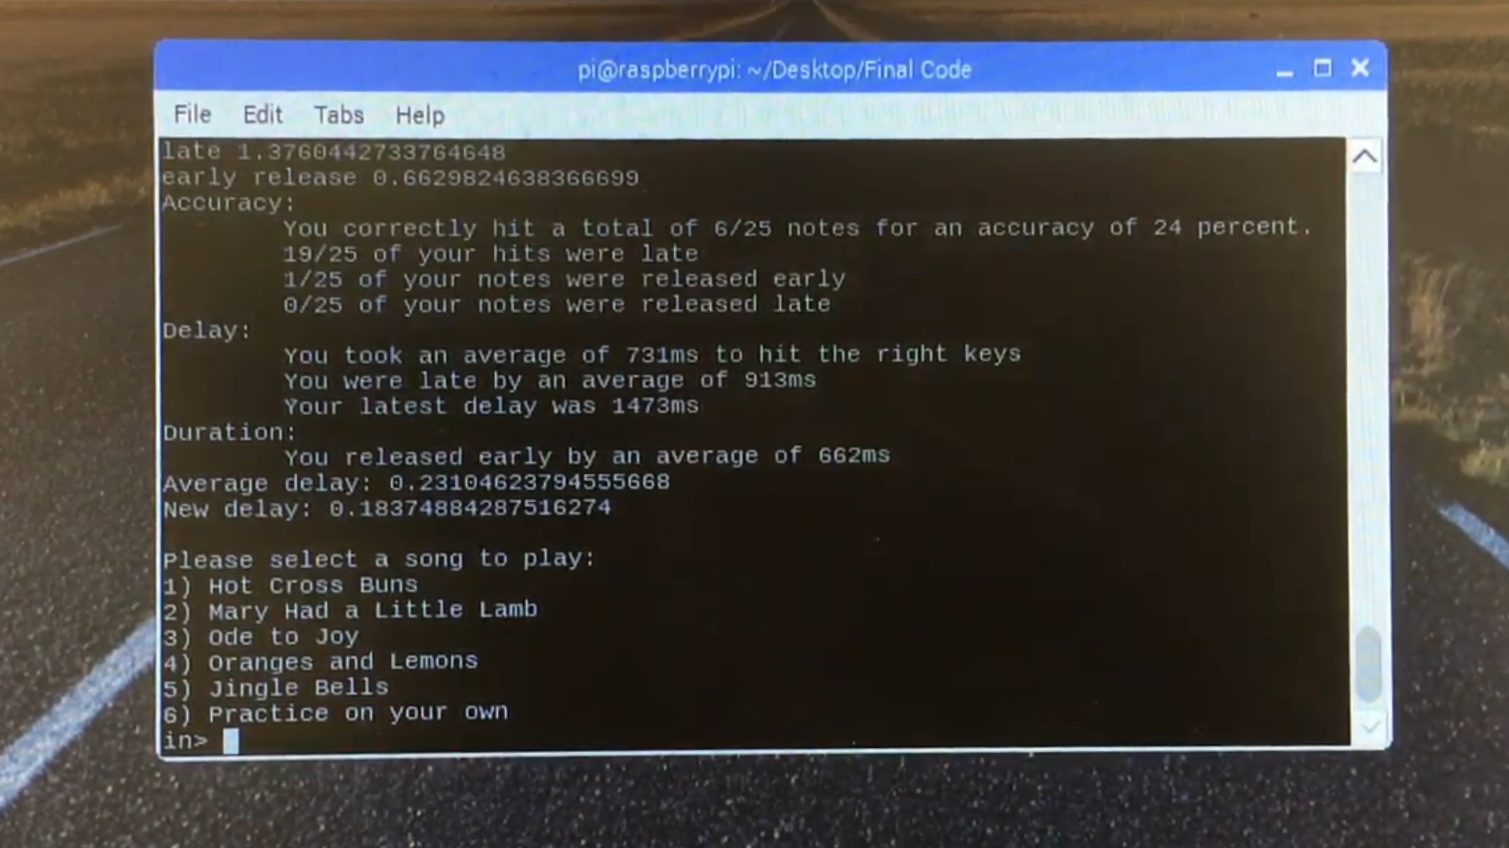 pi@raspberrypi: ~/Desktop/Final Code
File Edit Tabs Help
late 1.3760442733764648
early release 0.6629824638366699
Accuracy:
You correctly hit a total of 6/25 notes for an accuracy of 24 percent.
19/25 of your hits were late
1/25 of your notes were released early
0/25 of your notes were released late
Delay:
You took an average of 731ms to hit the right keys
You were late by an average of 913ms
Your latest delay was 1473ms
Duration:
You released early by an average of 662ms
Average delay: 0.23104623794555668
New delay: 0.18374884287516274
Please select a song to play:
1) Hot Cross Buns
2) Mary Had a Little Lamb
3) Ode to Joy
4) Oranges and Lemons
5) Jingle Bells
6) Practice on your own
in>